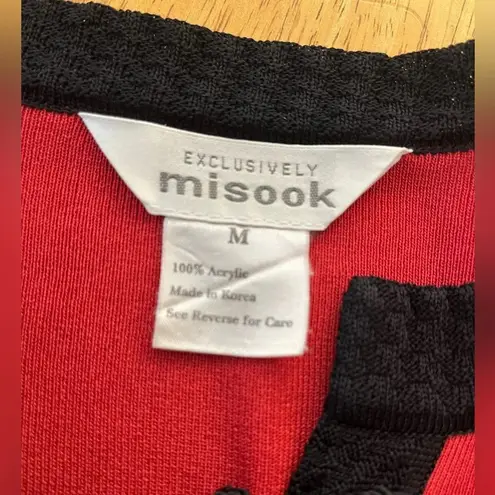 EXCLUSIVELY
misook
M
100% Acrylic
Made in Korea
See Reverse for Care